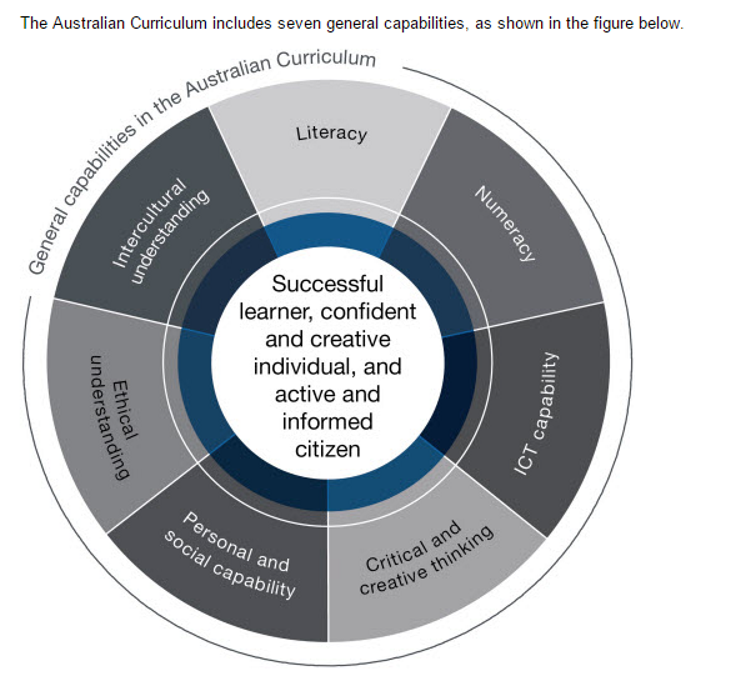 The Australian Curriculum includes seven general capabilities, as shown in the figure below.
General capabilities in the Australian Curriculum
Literacy
Numeracy
ICT capability
Critical and
creative thinking
Personal and
social capability
Ethical
understanding
Intercultural
understanding
Successful
learner, confident
and creative
individual, and
active and
informed
citizen